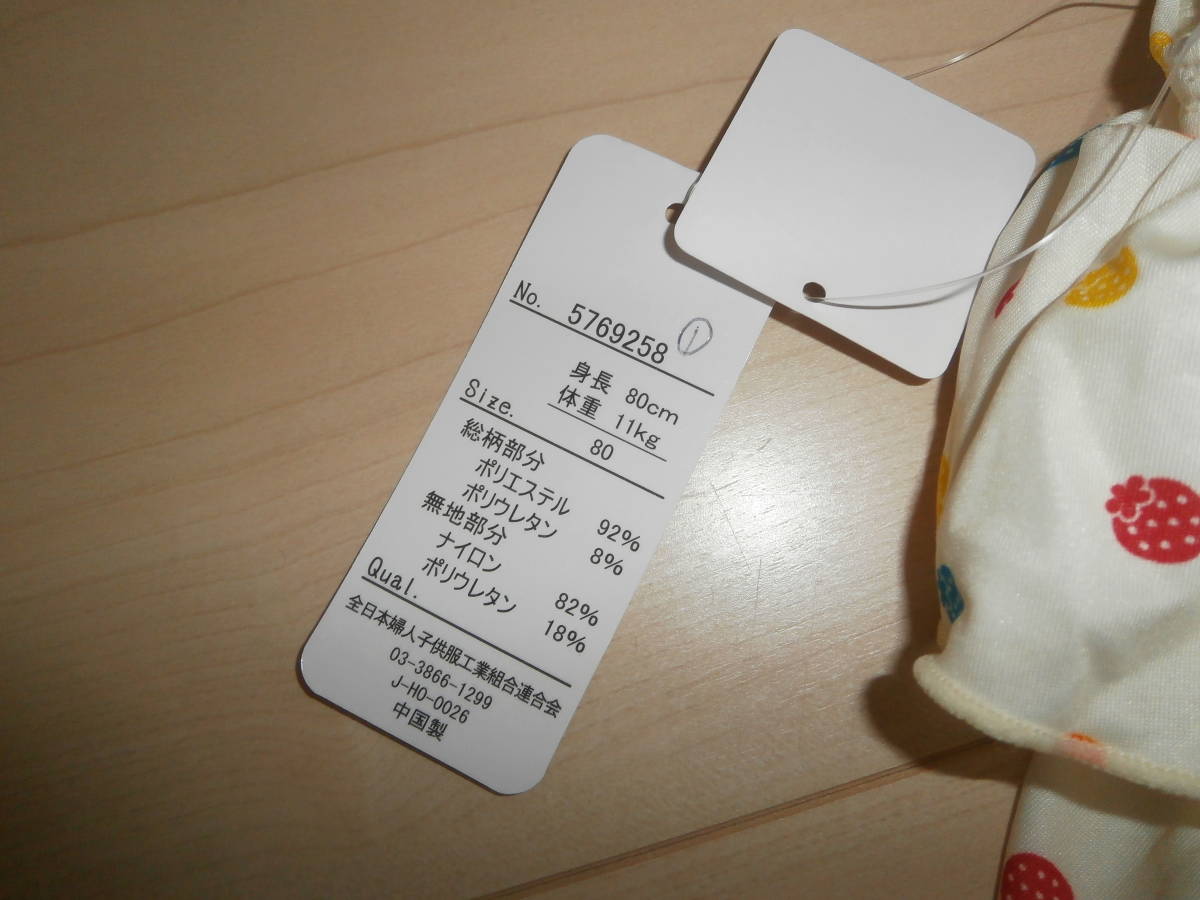 No. 5769258 ⓘ
身長 80cm
体重 11kg
Size. 80
総柄部分
ポリエステル 92%
ポリウレタン 8%
無地部分
ナイロン 82%
ポリウレタン 18%
Qual.
全日本婦人子供服工業組合連合会
03-3866-1299
J-HO-0026
中国製